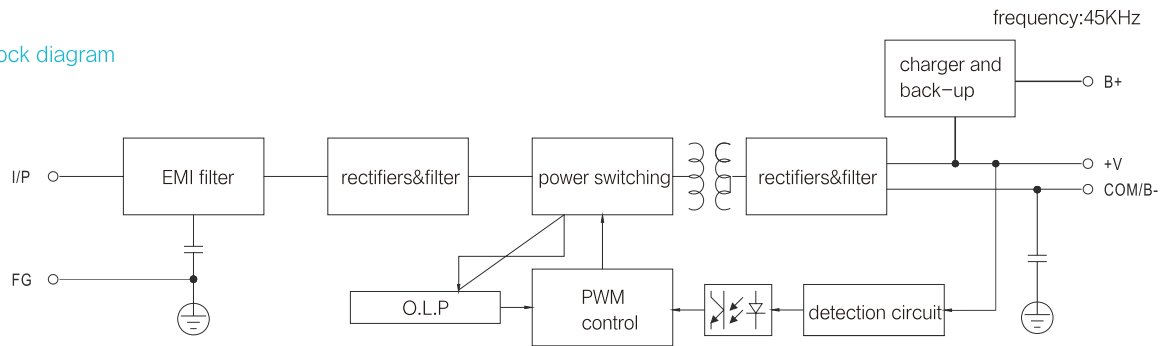 frequency:45KHz
ock diagram
charger and
back-up
B+
I/P
EMI filter
rectifiers&filter
power switching
rectifiers&filter
+V
COM/B-
FG
O.L.P
PWM
control
detection circuit